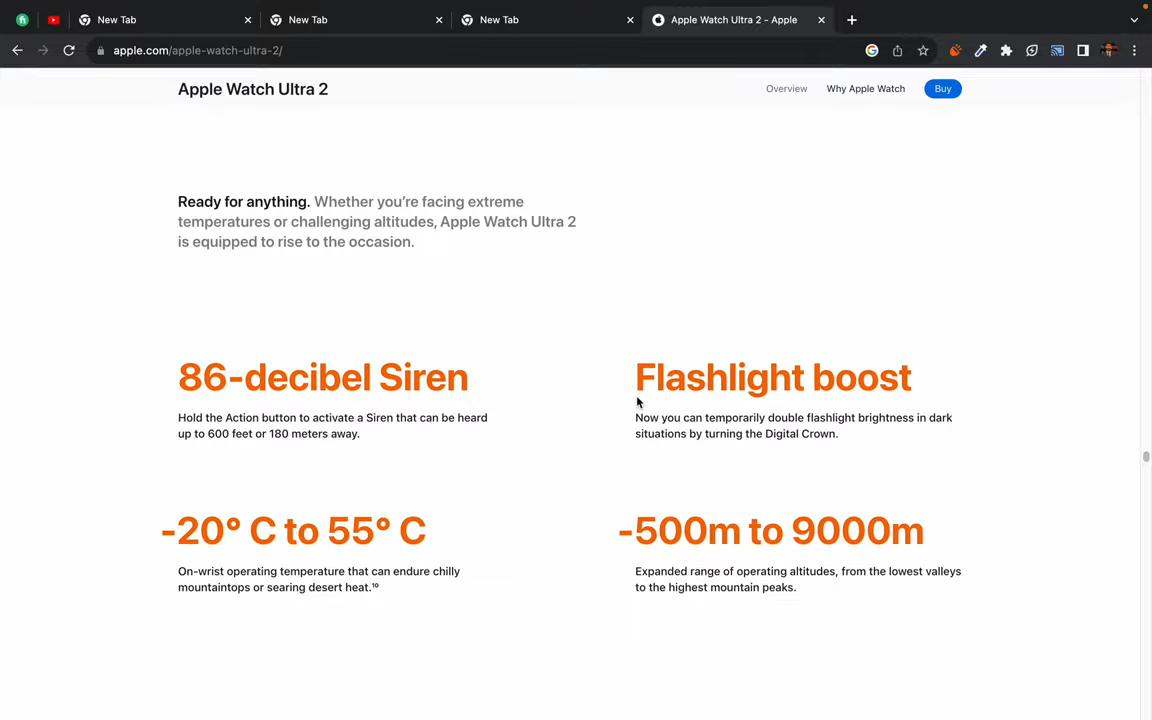 New Tab
New Tab
New Tab
Apple Watch Ultra 2 - Apple
apple.com/apple-watch-ultra-2/
Apple Watch Ultra 2
Overview
Why Apple Watch
Buy
Ready for anything. Whether you’re facing extreme
temperatures or challenging altitudes, Apple Watch Ultra 2
is equipped to rise to the occasion.
86-decibel Siren
Hold the Action button to activate a Siren that can be heard
up to 600 feet or 180 meters away.
Flashlight boost
Now you can temporarily double flashlight brightness in dark
situations by turning the Digital Crown.
-20° C to 55° C
On-wrist operating temperature that can endure chilly
mountaintops or searing desert heat.¹⁰
-500m to 9000m
Expanded range of operating altitudes, from the lowest valleys
to the highest mountain peaks.